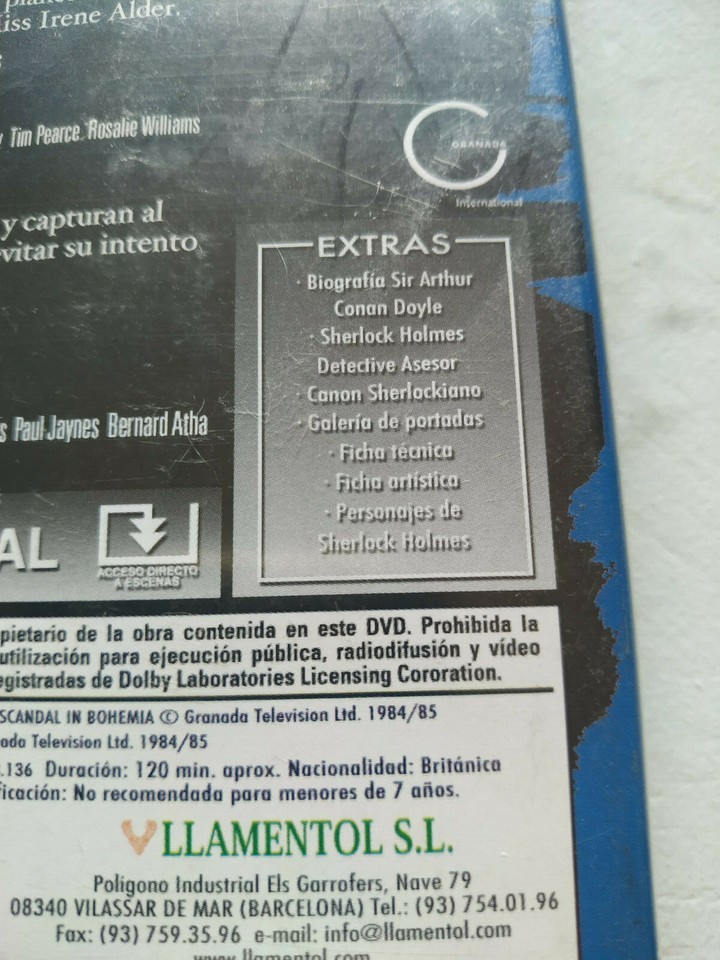 Miss Irene Alder.
Tim Pearce Rosalie Williams
GRANADA
International
y capturan al
evitar su intento
EXTRAS
· Biografía Sir Arthur
Conan Doyle
· Sherlock Holmes
Detective Asesor
· Canon Sherlockiano
· Galería de portadas
· Ficha técnica
· Ficha artística
· Personajes de
Sherlock Holmes
s Paul Jaynes Bernard Atha
AL
ACCESO DIRECTO
A ESCENAS
pietario de la obra contenida en este DVD. Prohibida la
utilización para ejecución pública, radiodifusión y vídeo
egistradas de Dolby Laboratories Licensing Cororation.
SCANDAL IN BOHEMIA © Granada Television Ltd. 1984/85
ada Television Ltd. 1984/85
.136 Duración: 120 min. aprox. Nacionalidad: Británica
ficación: No recomendada para menores de 7 años.
LLAMENTOL S.L.
Poligono Industrial Els Garrofers, Nave 79
08340 VILASSAR DE MAR (BARCELONA) Tel.: (93) 754.01.96
Fax: (93) 759.35.96 e-mail: info@llamentol.com
www.llamentol.com